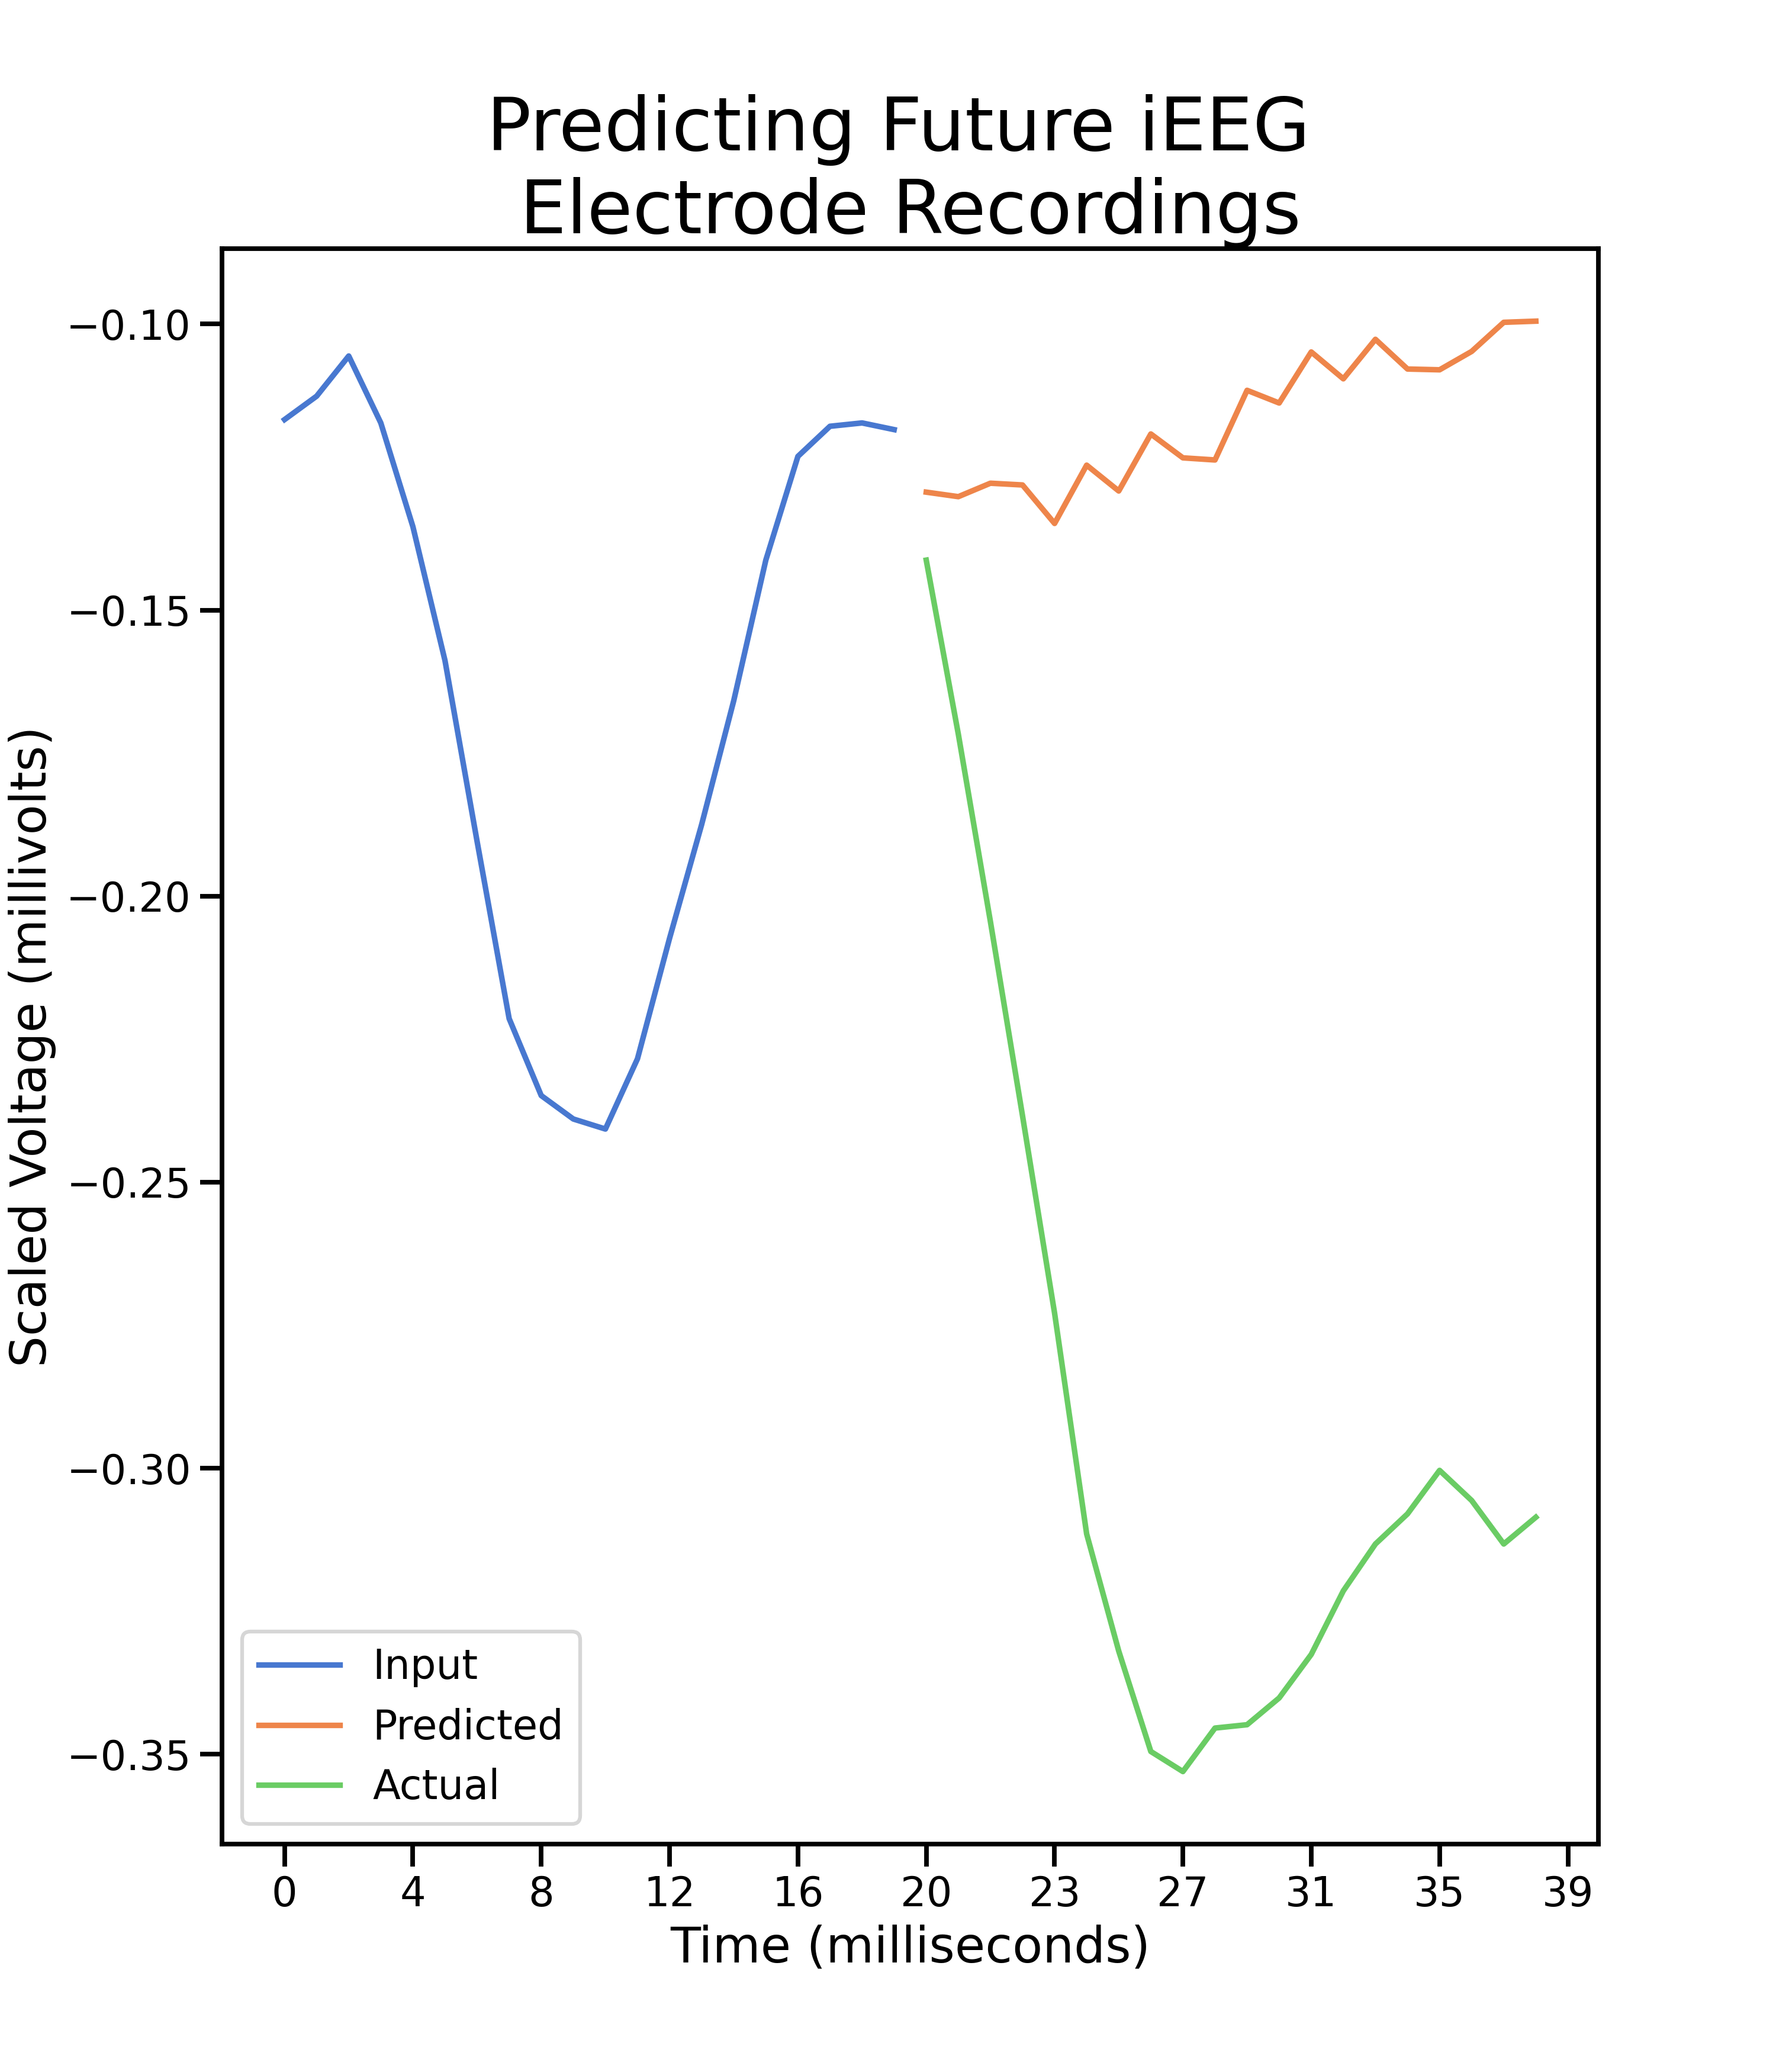 Predicting Future iEEG
Electrode Recordings
Scaled Voltage (millivolts)
−0.10
−0.15
−0.20
−0.25
−0.30
−0.35
Input
Predicted
Actual
0 4 8 12 16 20 23 27 31 35 39
Time (milliseconds)